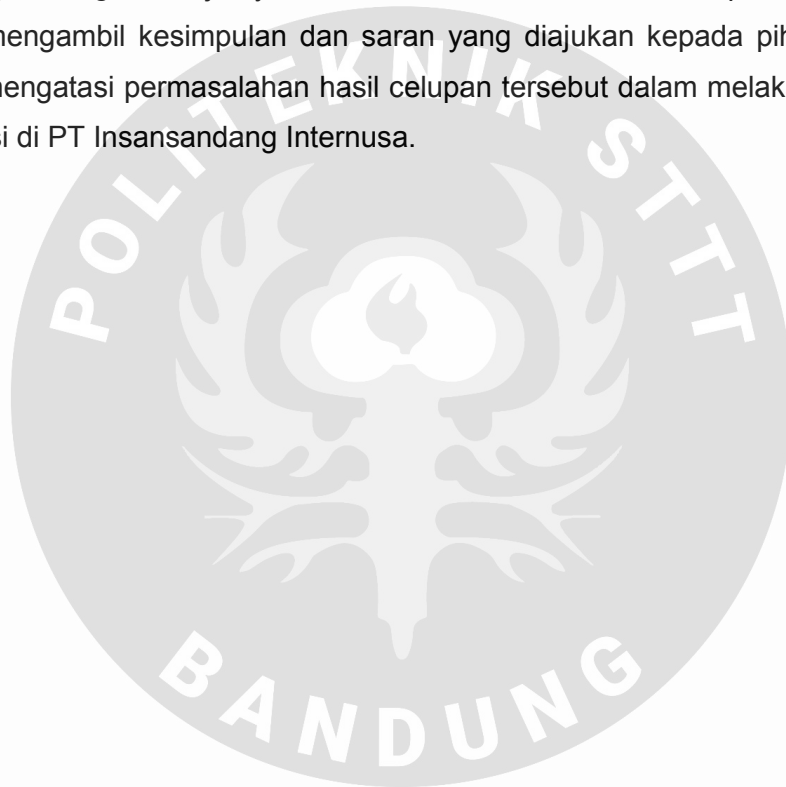 mengambil kesimpulan dan saran yang diajukan kepada pih
mengatasi permasalahan hasil celupan tersebut dalam melak
si di PT Insansandang Internusa.
POLITEKNIK STTT
BANDUNG